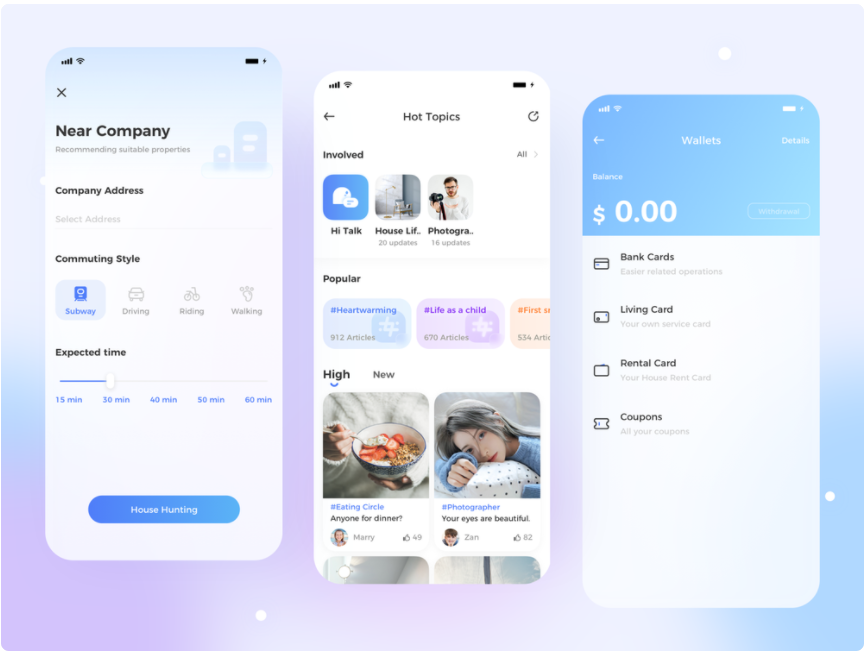 Near Company
Recommending suitable properties
Company Address
Select Address
Commuting Style
Subway
Driving
Riding
Walking
Expected time
15 min
30 min
40 min
50 min
60 min
House Hunting
Hot Topics
Involved
All
Hi Talk
House Lif..
20 updates
Photogra..
16 updates
Popular
#Heartwarming
912 Articles
#Life as a child
670 Articles
#First sn
534 Artic
High
New
#Eating Circle
Anyone for dinner?
Marry
49
#Photographer
Your eyes are beautiful.
Zan
82
Wallets
Details
Balance
$ 0.00
Withdrawal
Bank Cards
Easier related operations
Living Card
Your own service card
Rental Card
Your House Rent Card
Coupons
All your coupons